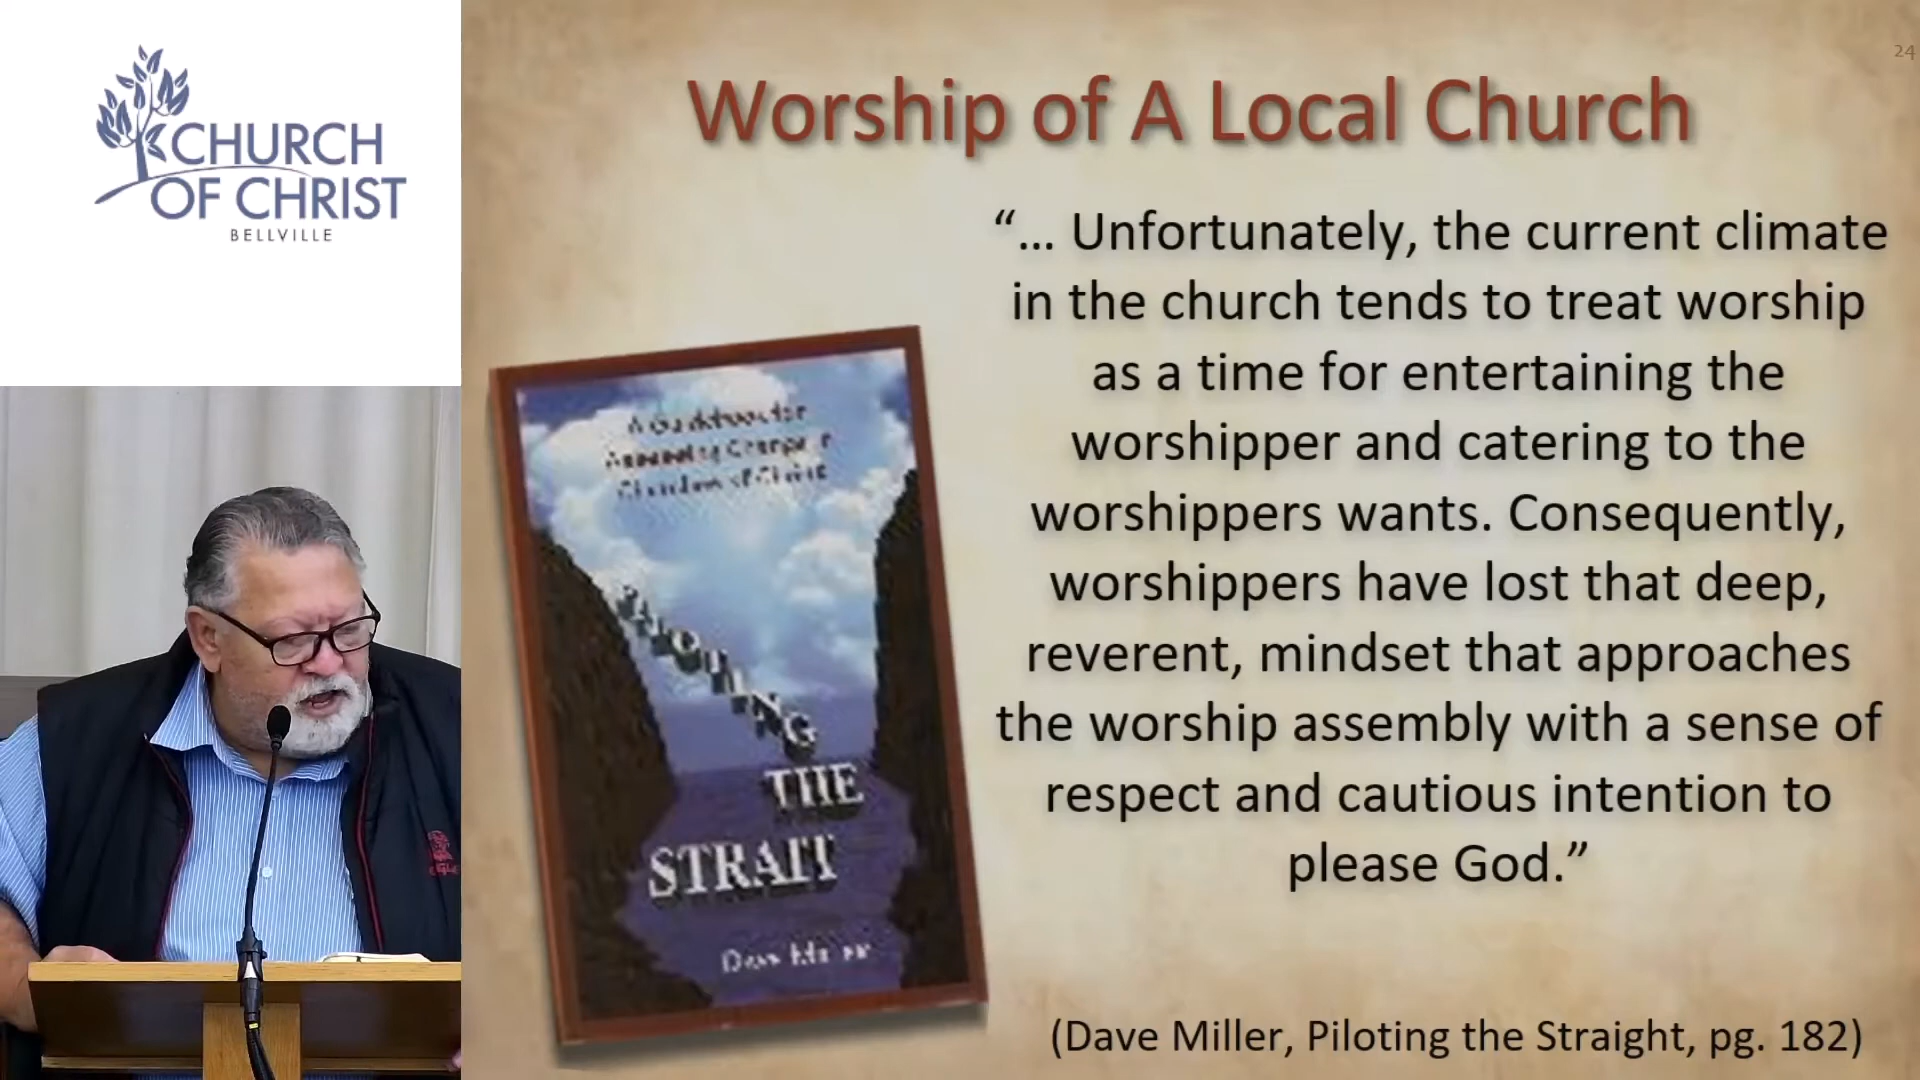 CHURCH
OF CHRIST
BELLVILLE
24
Worship of A Local Church
“... Unfortunately, the current climate
in the church tends to treat worship
as a time for entertaining the
worshipper and catering to the
worshippers wants. Consequently,
worshippers have lost that deep,
reverent, mindset that approaches
the worship assembly with a sense of
respect and cautious intention to
please God.”
(Dave Miller, Piloting the Straight, pg. 182)
PILOTING
THE
STRAIT